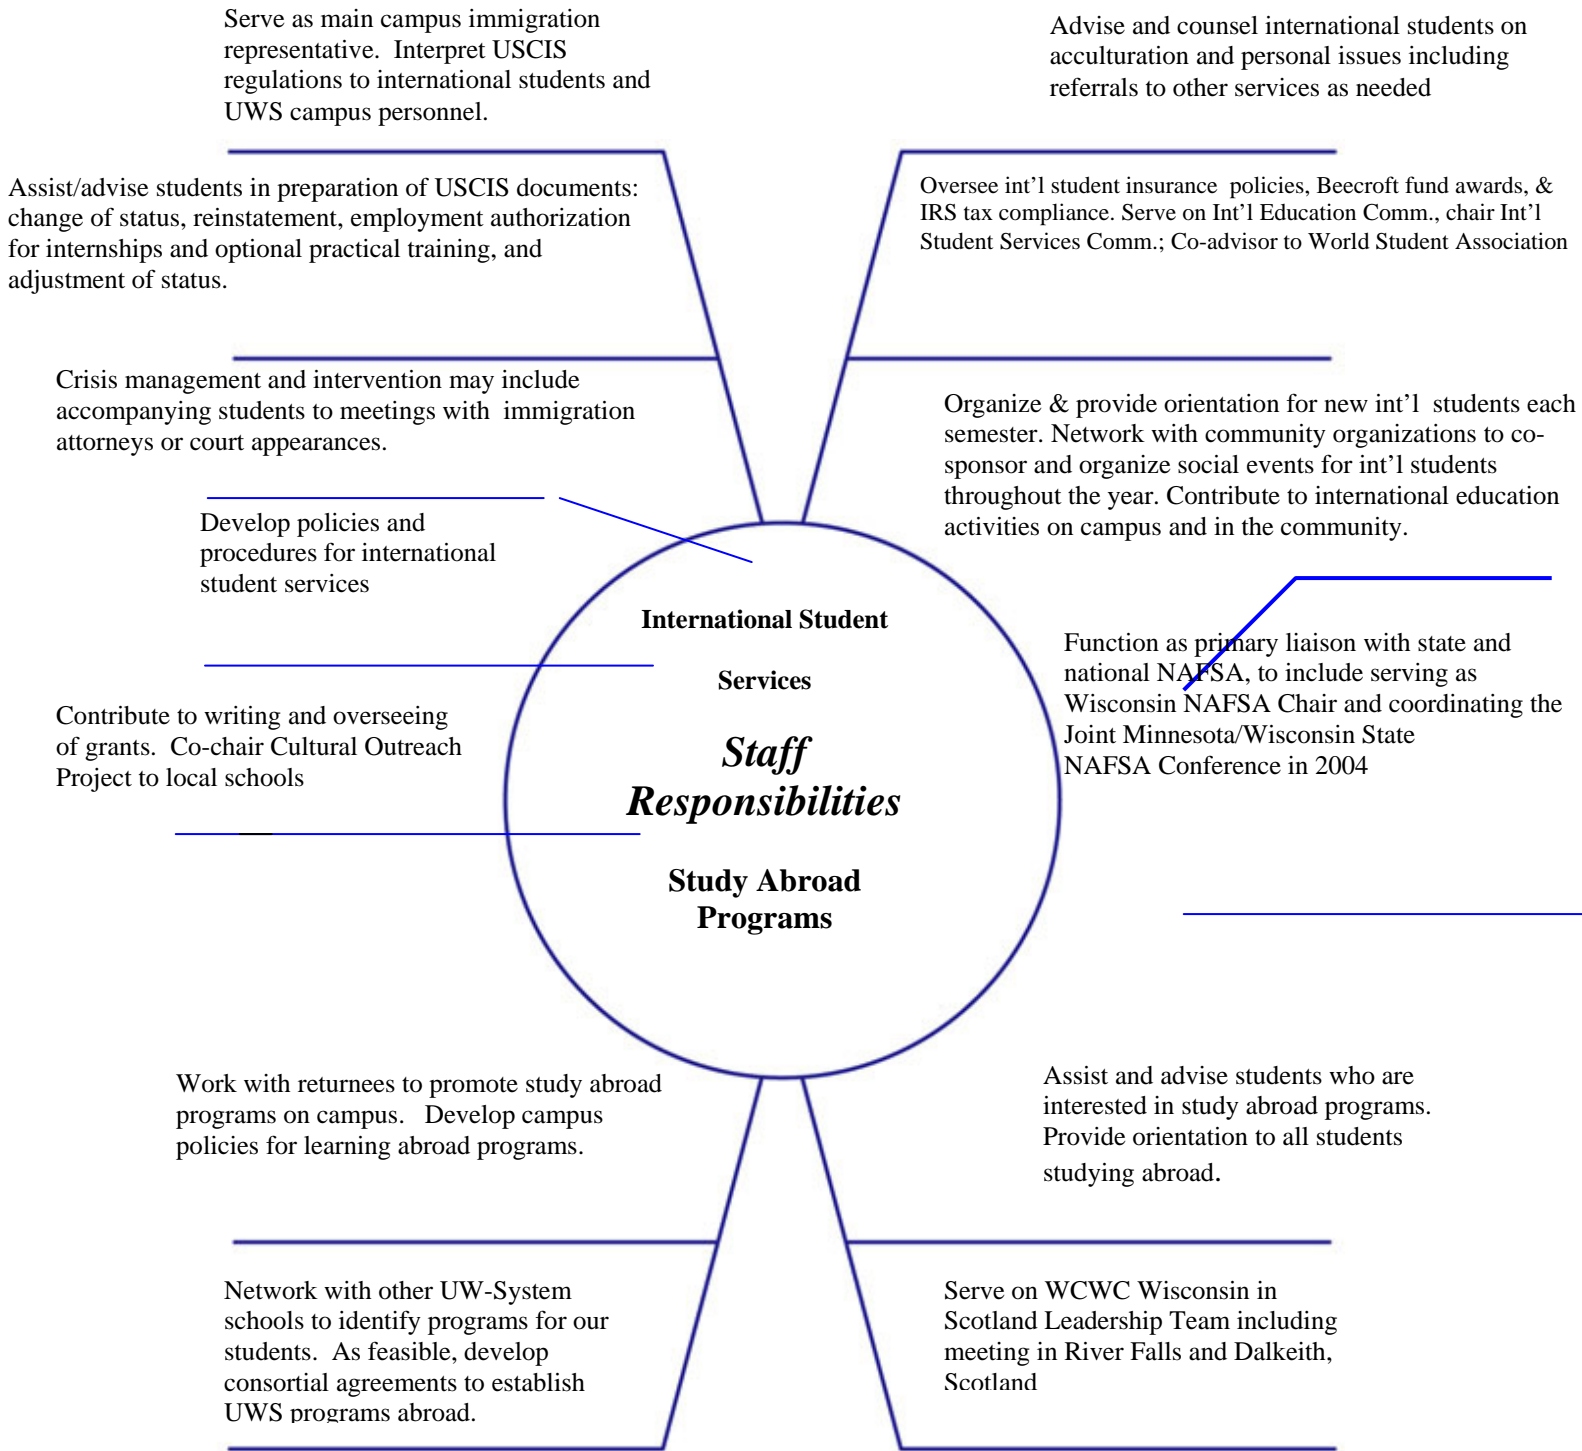 Serve as main campus immigration
representative.  Interpret USCIS
regulations to international students and
UWS campus personnel.
Advise and counsel international students on
acculturation and personal issues including
referrals to other services as needed
Assist/advise students in preparation of USCIS documents:
change of status, reinstatement, employment authorization
for internships and optional practical training, and
adjustment of status.
Oversee int’l student insurance  policies, Beecroft fund awards, &
IRS tax compliance. Serve on Int’l Education Comm., chair Int’l
Student Services Comm.; Co-advisor to World Student Association
Crisis management and intervention may include
accompanying students to meetings with  immigration
attorneys or court appearances.
Organize & provide orientation for new int’l  students each
semester. Network with community organizations to co-
sponsor and organize social events for int’l students
throughout the year. Contribute to international education
activities on campus and in the community.
Develop policies and
procedures for international
student services
International Student
Services
Staff
Responsibilities
Study Abroad
Programs
Function as primary liaison with state and
national NAFSA, to include serving as
Wisconsin NAFSA Chair and coordinating the
Joint Minnesota/Wisconsin State
NAFSA Conference in 2004
Contribute to writing and overseeing
of grants.  Co-chair Cultural Outreach
Project to local schools
Work with returnees to promote study abroad
programs on campus.   Develop campus
policies for learning abroad programs.
Assist and advise students who are
interested in study abroad programs.
Provide orientation to all students
studying abroad.
Network with other UW-System
schools to identify programs for our
students.  As feasible, develop
consortial agreements to establish
UWS programs abroad.
Serve on WCWC Wisconsin in
Scotland Leadership Team including
meeting in River Falls and Dalkeith,
Scotland